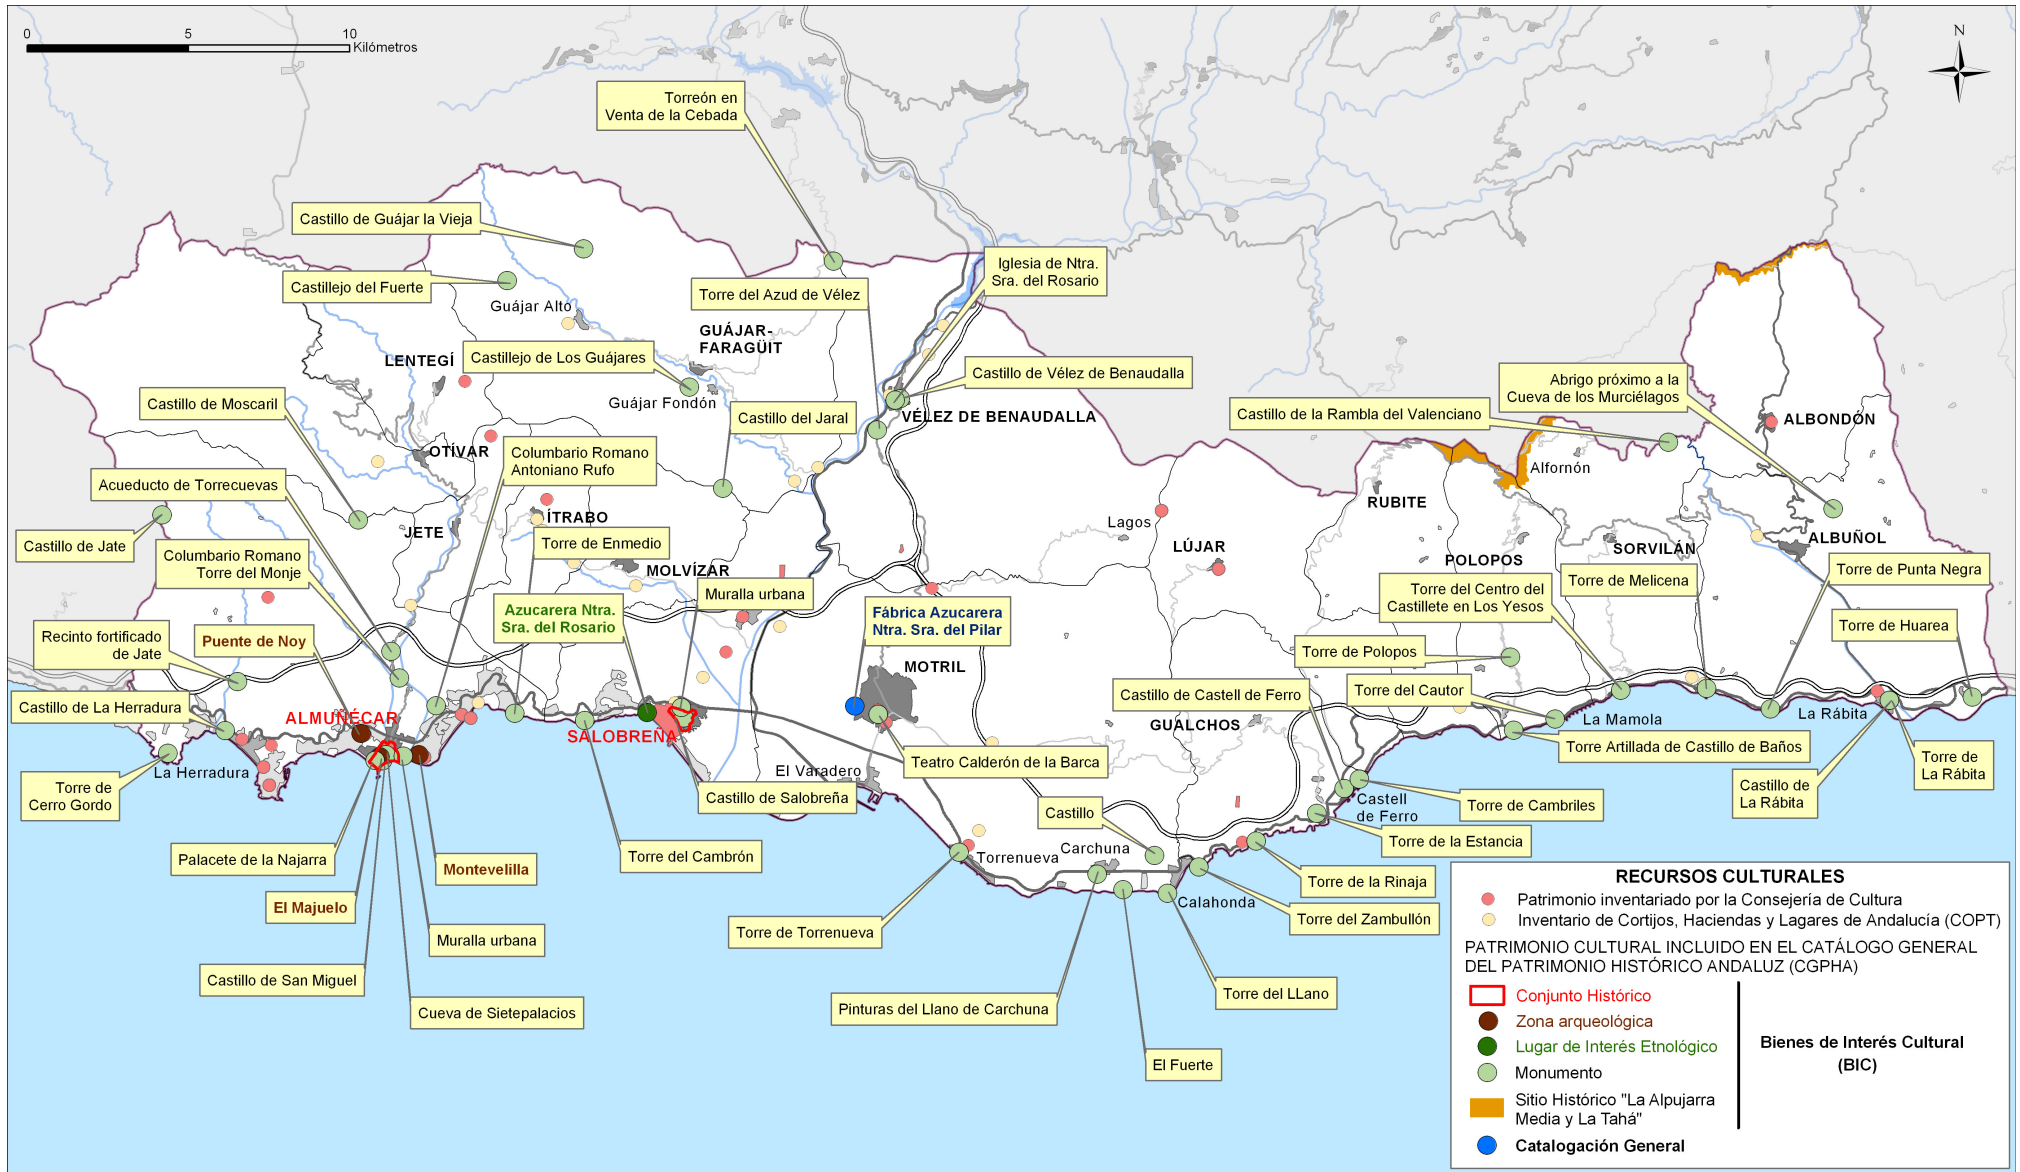 0 5 10
Kilómetros
N
Torreón en
Venta de la Cebada
Castillo de Guájar la Vieja
Castillejo del Fuerte
Guájar Alto
Torre del Azud de Vélez
Iglesia de Ntra.
Sra. del Rosario
GUÁJAR-
FARAGÜIT
LENTEGÍ
Castillejo de Los Guájares
Guájar Fondón
Castillo de Vélez de Benaudalla
VÉLEZ DE BENAUDALLA
Castillo de Moscaril
Castillo del Jaral
Castillo de la Rambla del Valenciano
Abrigo próximo a la
Cueva de los Murciélagos
ALBONDÓN
OTÍVAR
Columbario Romano
Antoniano Rufo
Acueducto de Torrecuevas
Alfornón
RUBITE
Castillo de Jate
JETE
ÍTRABO
Torre de Enmedio
Lagos
LÚJAR
POLOPOS
SORVILÁN
ALBUÑOL
Columbario Romano
Torre del Monje
MOLVÍZAR
Muralla urbana
Torre del Centro del
Castillete en Los Yesos
Torre de Melicena
Torre de Punta Negra
Azucarera Ntra.
Sra. del Rosario
Fábrica Azucarera
Ntra. Sra. del Pilar
Recinto fortificado
de Jate
Puente de Noy
Torre de Huarea
Torre de Polopos
MOTRIL
Castillo de La Herradura
Castillo de Castell de Ferro
Torre del Cautor
ALMUÑÉCAR
SALOBREÑA
GUALCHOS
La Mamola
La Rábita
Torre Artillada de Castillo de Baños
La Herradura
El Varadero
Teatro Calderón de la Barca
Torre de
Cerro Gordo
Castillo de Salobreña
Castillo
Castell
de Ferro
Torre de Cambriles
Castillo de
La Rábita
Torre de
La Rábita
Palacete de la Najarra
Montevelilla
Torre del Cambrón
Torrenueva
Carchuna
Torre de la Estancia
Torre de la Rinaja
Calahonda
El Majuelo
Muralla urbana
Torre de Torrenueva
Torre del Zambullón
Castillo de San Miguel
Cueva de Sietepalacios
Pinturas del Llano de Carchuna
Torre del LLano
El Fuerte
RECURSOS CULTURALES
Patrimonio inventariado por la Consejería de Cultura
Inventario de Cortijos, Haciendas y Lagares de Andalucía (COPT)
PATRIMONIO CULTURAL INCLUIDO EN EL CATÁLOGO GENERAL
DEL PATRIMONIO HISTÓRICO ANDALUZ (CGPHA)
Conjunto Histórico
Zona arqueológica
Lugar de Interés Etnológico
Monumento
Sitio Histórico "La Alpujarra
Media y La Tahá"
Catalogación General
Bienes de Interés Cultural
(BIC)